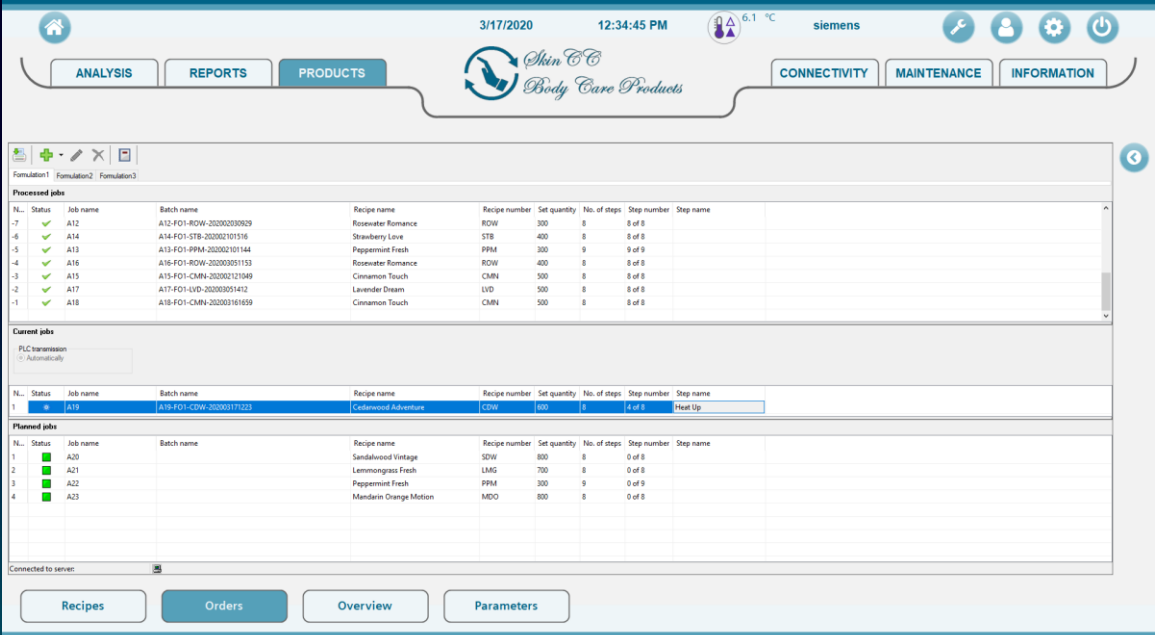 3/17/2020 12:34:45 PM 6.1 °C siemens
ANALYSIS REPORTS PRODUCTS CONNECTIVITY MAINTENANCE INFORMATION
Skin CC
Body Care Products
Formulation1 Fomulation2 Fomulation3
Processed jobs
N... Status Job name Batch name Recipe name Recipe number Set quantity No. of steps Step number Step name
-7 A12 A12-FO1-ROW-202002030929 Rosewater Romance ROW 300 8 8 of 8
-6 A14 A14-FO1-STB-202002101516 Strawberry Love STB 400 8 8 of 8
-5 A13 A13-FO1-PPM-202002101144 Peppermint Fresh PPM 300 9 9 of 9
-4 A16 A16-FO1-ROW-202003051153 Rosewater Romance ROW 400 8 8 of 8
-3 A15 A15-FO1-CMN-202002121049 Cinnamon Touch CMN 500 8 8 of 8
-2 A17 A17-FO1-LVD-202003051412 Lavender Dream LVD 500 8 8 of 8
-1 A18 A18-FO1-CMN-202003161659 Cinnamon Touch CMN 500 8 8 of 8
Current jobs
PLC transmission
Automatically
N... Status Job name Batch name Recipe name Recipe number Set quantity No. of steps Step number Step name
1 A19 A19-FO1-CDW-202003171223 Cedarwood Adventure CDW 600 8 4 of 8 Heat Up
Planned jobs
N... Status Job name Batch name Recipe name Recipe number Set quantity No. of steps Step number Step name
1 A20 Sandalwood Vintage SDW 800 8 0 of 8
2 A21 Lemmongrass Fresh LMG 700 8 0 of 8
3 A22 Peppermint Fresh PPM 300 9 0 of 9
4 A23 Mandarin Orange Motion MDO 800 8 0 of 8
Connected to server:
Recipes Orders Overview Parameters